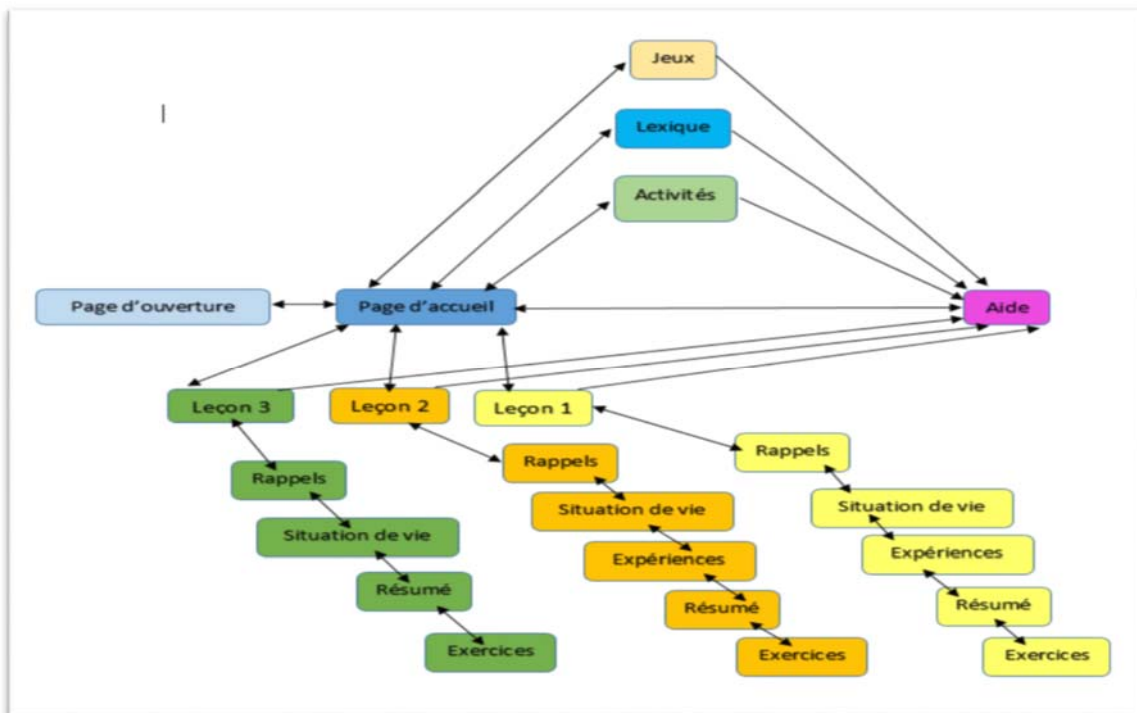 Jeux
Lexique
Activités
Page d'ouverture
Page d'accueil
Aide
Leçon 3
Leçon 2
Leçon 1
Rappels
Situation de vie
Résumé
Exercices
Rappels
Situation de vie
Expériences
Résumé
Exercices
Rappels
Situation de vie
Expériences
Résumé
Exercices